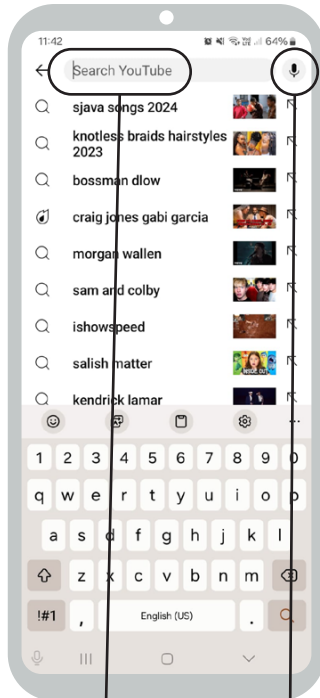 11:42 64%
Search YouTube
sjava songs 2024
knotless braids hairstyles
2023
bossman dlow
craig jones gabi garcia
morgan wallen
sam and colby
ishowspeed
salish matter
INSIDE OUT
kendrick lamar
1 2 3 4 5 6 7 8 9 0
q w e r t y u i o p
a s d f g h j k l
z x c v b n m
!#1 , English (US) .